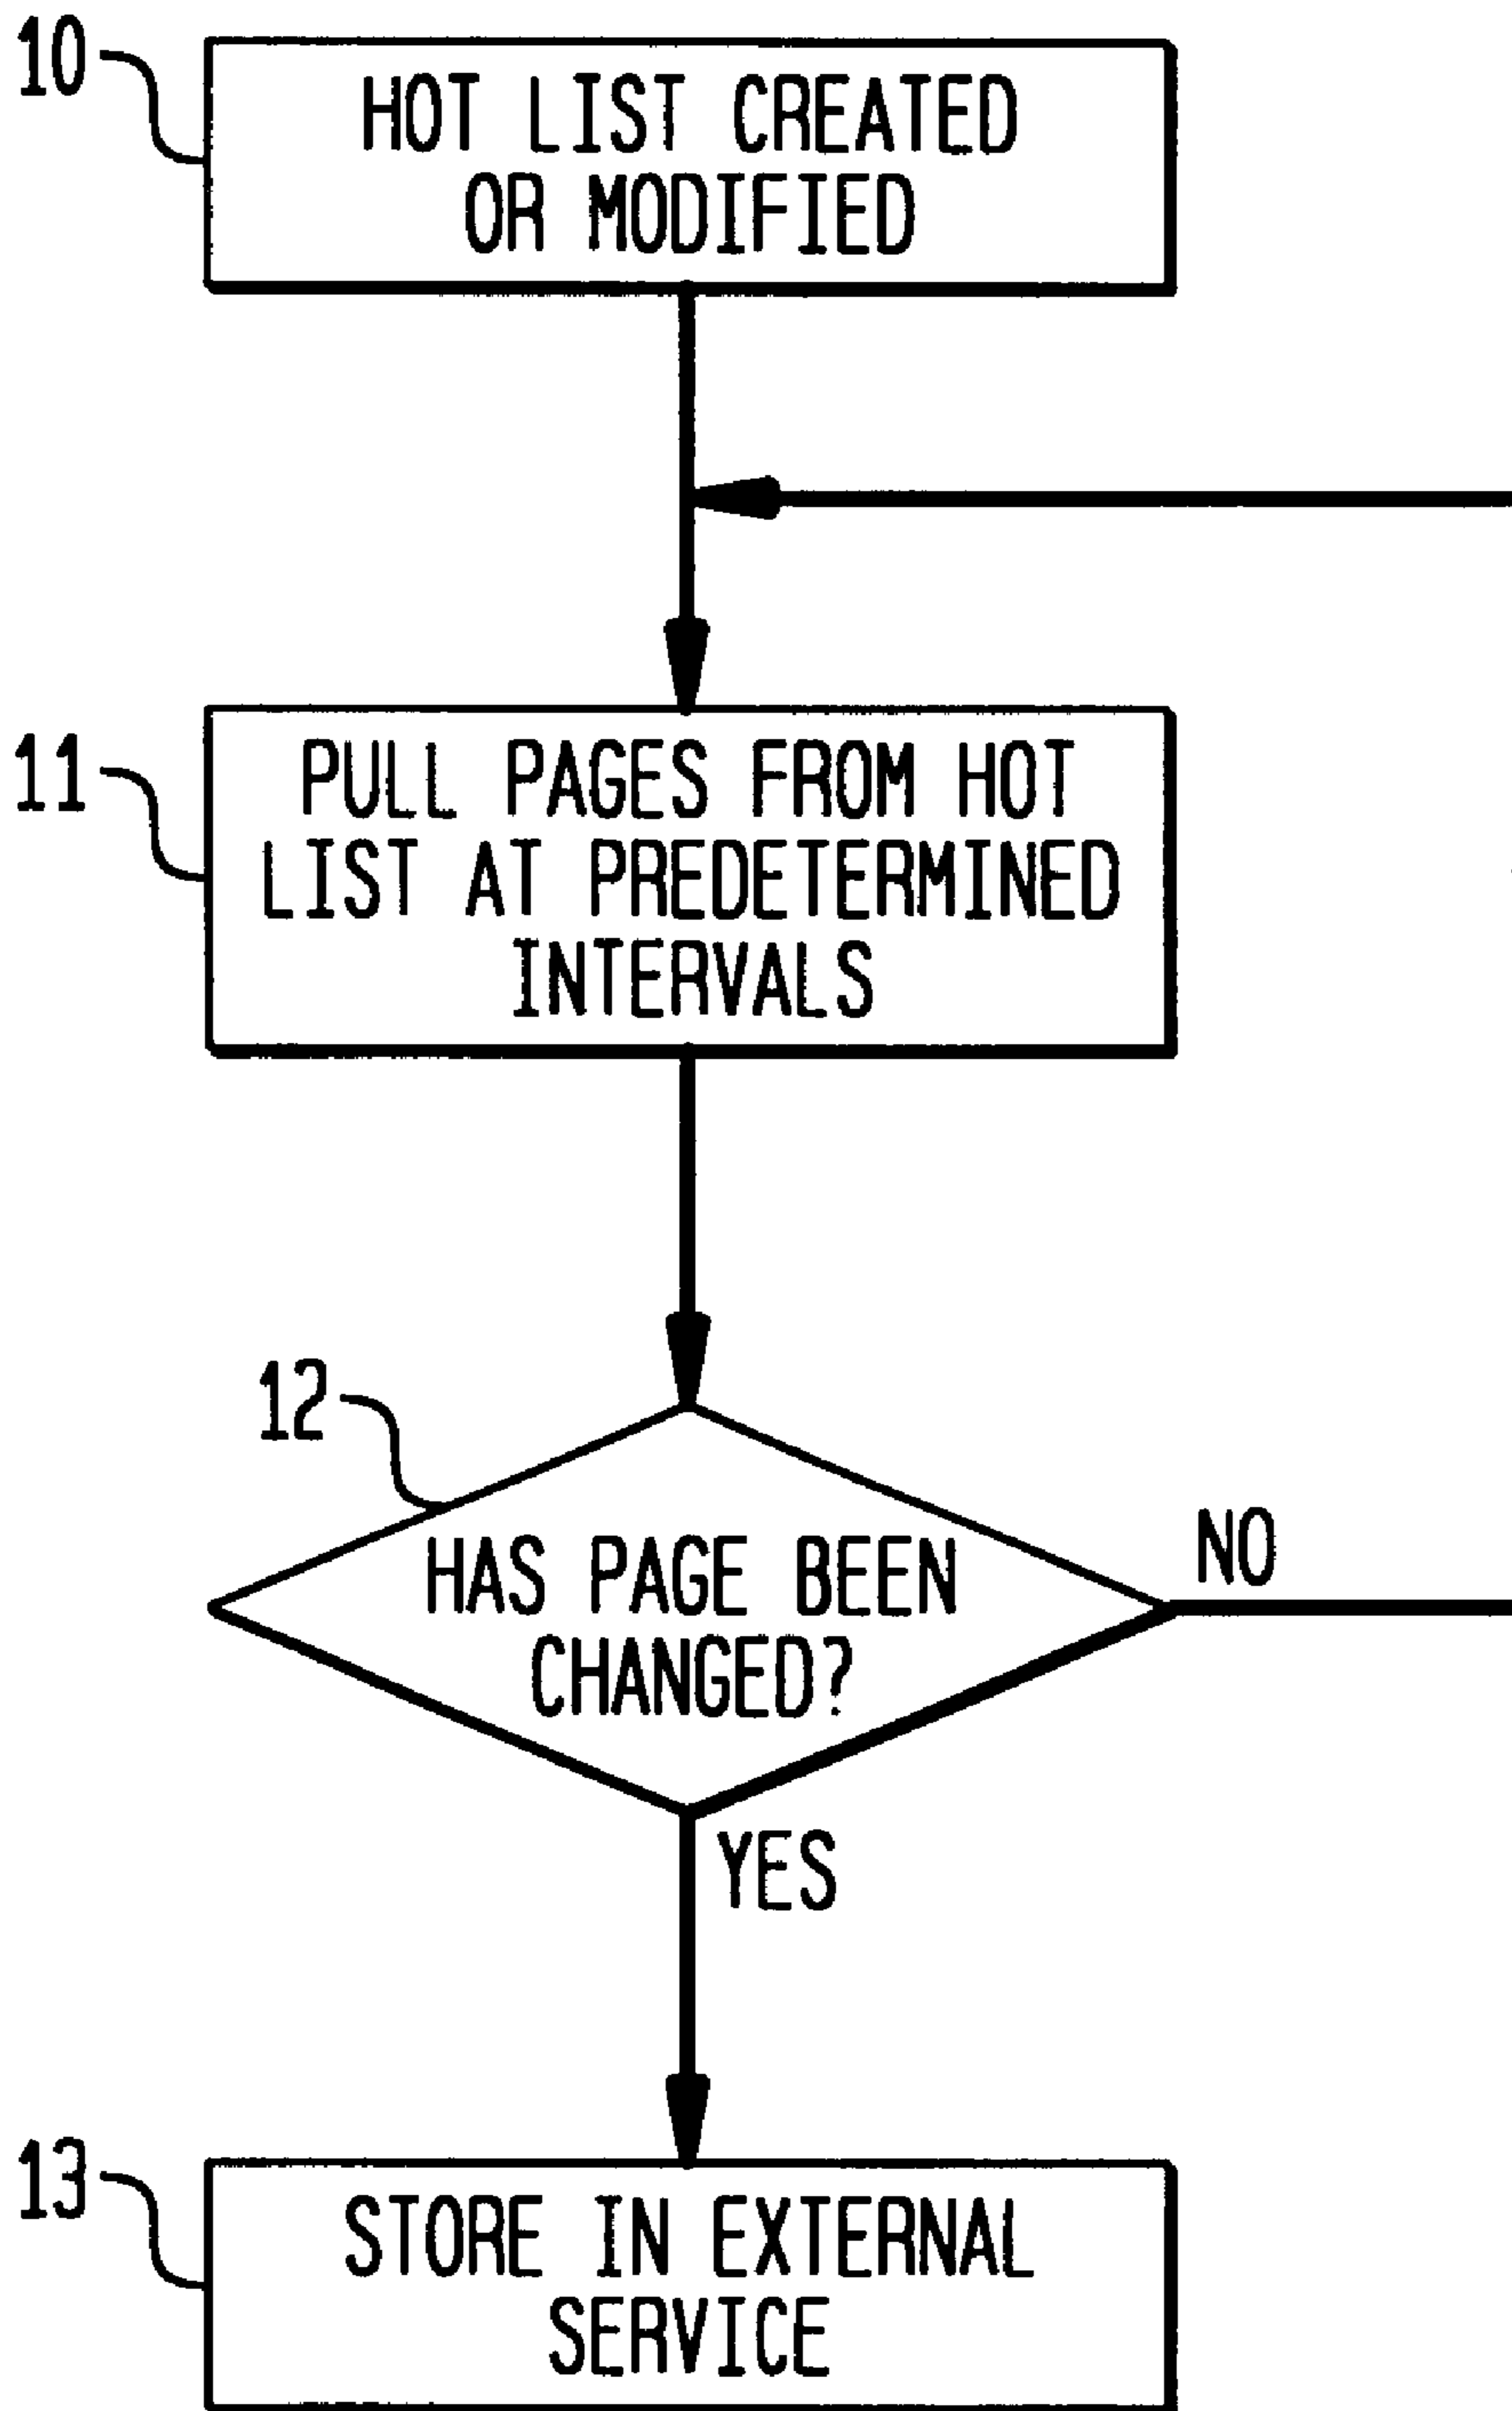 10
HOT LIST CREATED
OR MODIFIED
11
PULL PAGES FROM HOT
LIST AT PREDETERMINED
INTERVALS
12
HAS PAGE BEEN
CHANGED?
NO
YES
13
STORE IN EXTERNAL
SERVICE